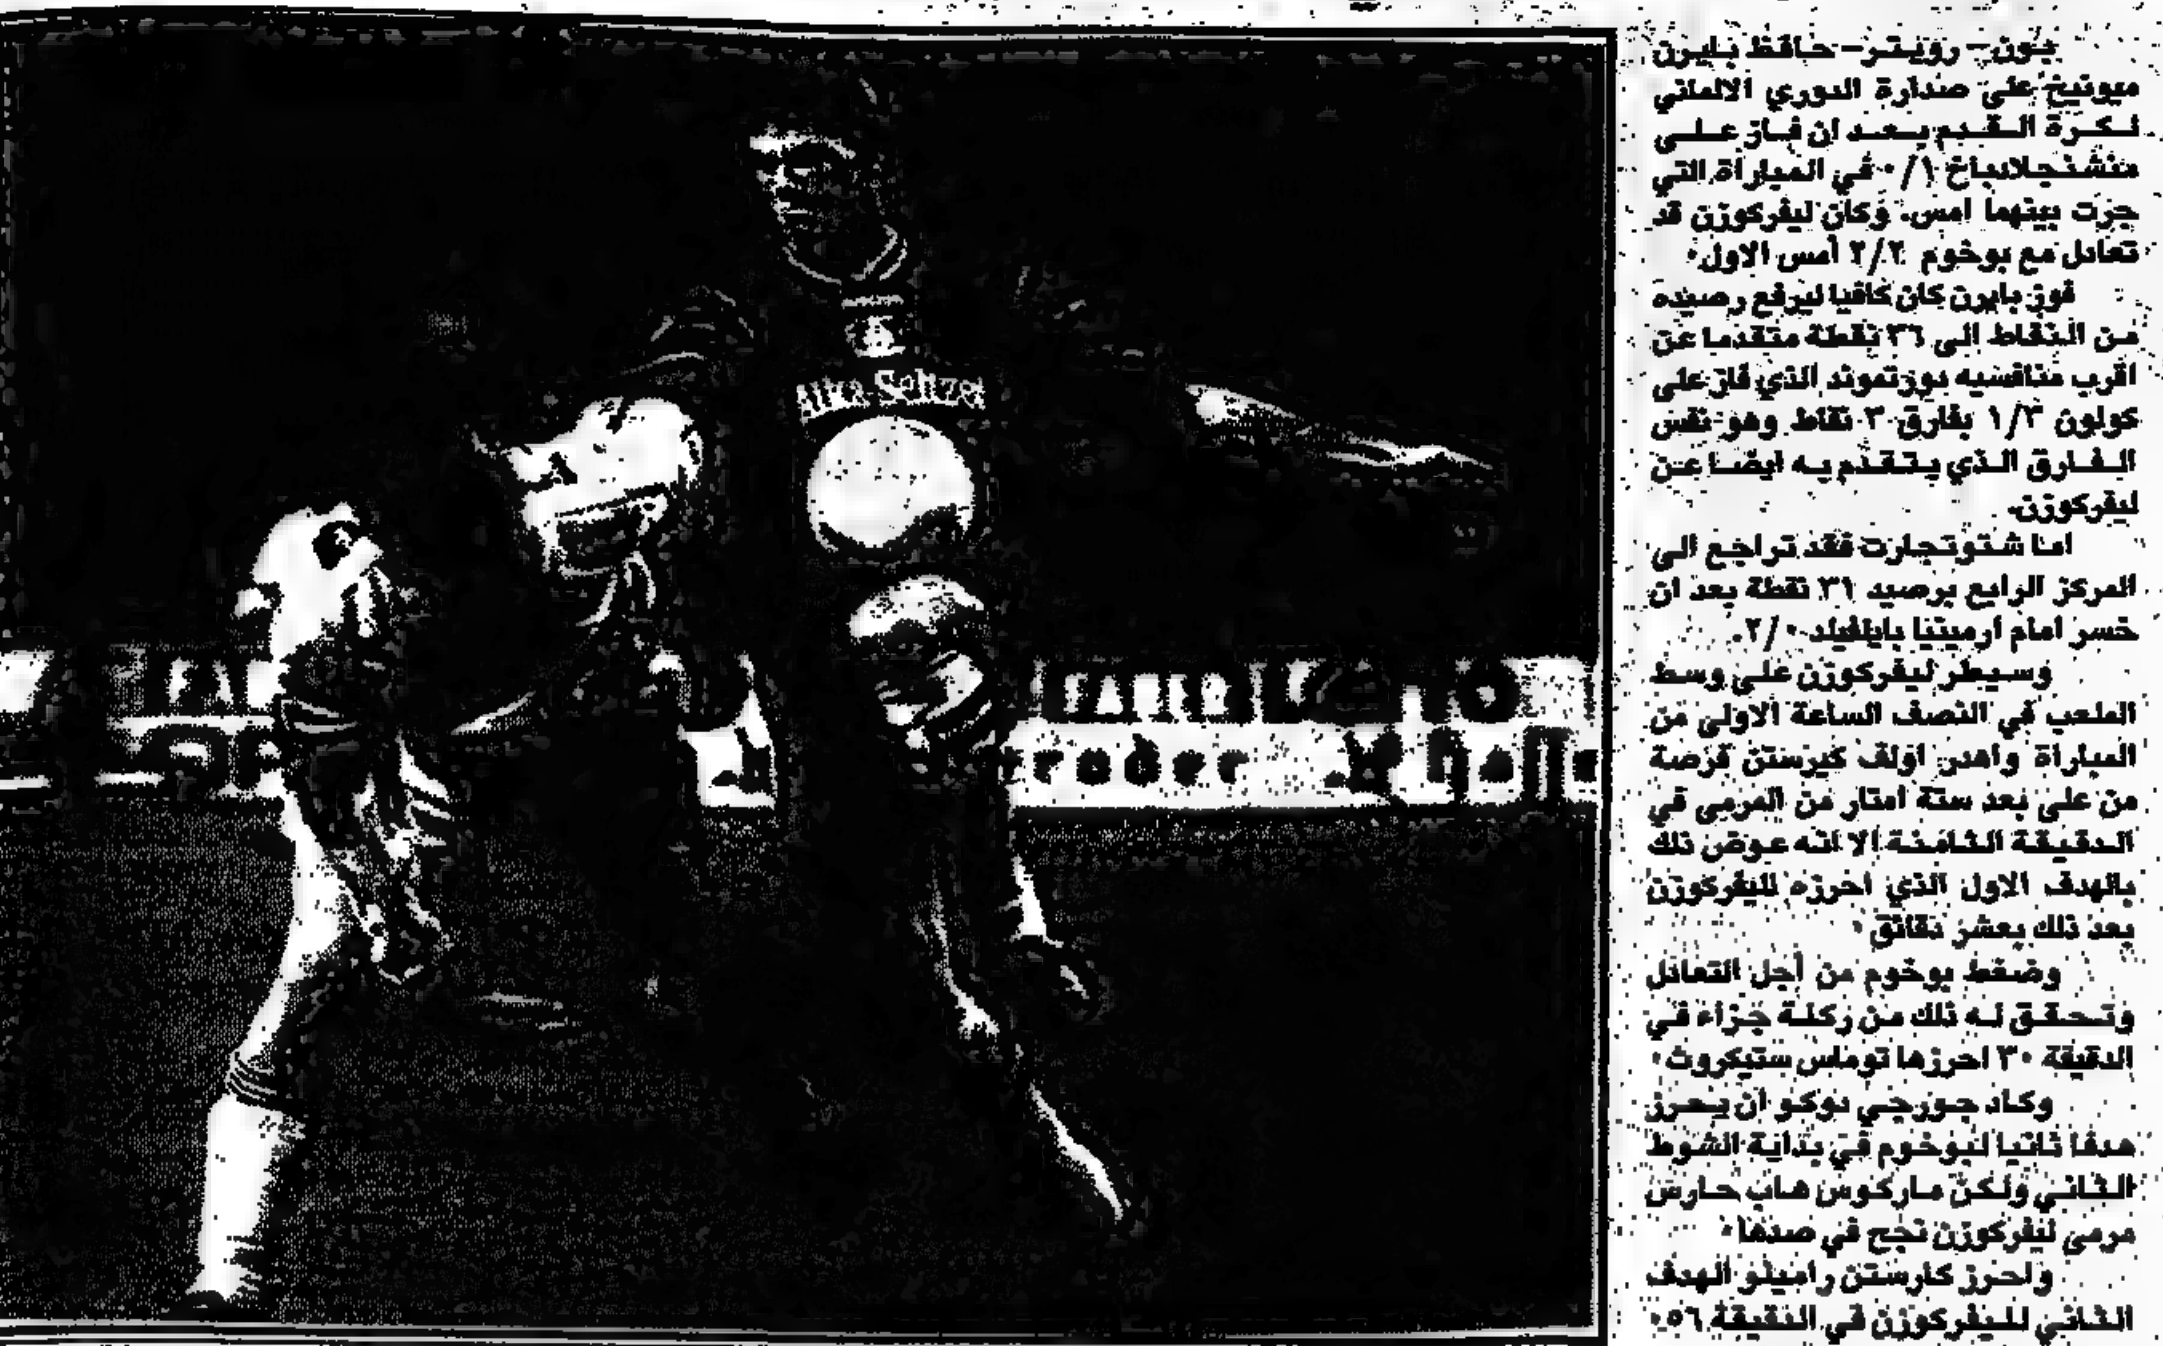 بون - رويتر - حافظ بايرن
ميونيخ على صدارة الدوري الالماني
لكرة القدم بعد ان فاز على
منشنجلادباخ ٠/١ في المباراة التي
جرت بينهما امس. وكان ليفركوزن قد
تعادل مع بوخوم ٢/٢ أمس الاول.
فوز بايرن كان كافيا ليرفع رصيده
من النقاط الى ٣٦ نقطة متقدما عن
اقرب منافسيه بورتموند الذي فاز على
كولون ١/٣ بفارق ٣ نقاط وهو نفس
الفارق الذي يتقدم به ايضا عن
ليفركوزن.
اما شتوتجارت فقد تراجع الى
المركز الرابع برصيد ٣١ نقطة بعد ان
خسر امام ارمينيا بايلفيلد ٢/٠.
وسيطر ليفركوزن على وسط
الملعب في النصف الساعة الاولى من
المباراة واهدر اولف كيرستن فرصة
من على بعد ستة امتار من المرمى في
الدقيقة الثامنة الا انه عوض ذلك
بالهدف الاول الذي احرزه لليفركوزن
بعد ذلك بعشر دقائق.
وضغط بوخوم من أجل التعادل
وتحقق له ذلك من ركلة جزاء في
الدقيقة ٣٠ احرزها توماس ستيكروث.
وكاد جورجي دوكو أن يحرز
هدفا ثانيا لبوخوم في بداية الشوط
الثاني ولكن ماركوس هاب حارس
مرمى ليفركوزن نجح في صدها.
واحرز كارستن راميلو الهدف
الثاني لليفركوزن في الدقيقة ٥٦.
Alka-Seltzer
FABER
roder